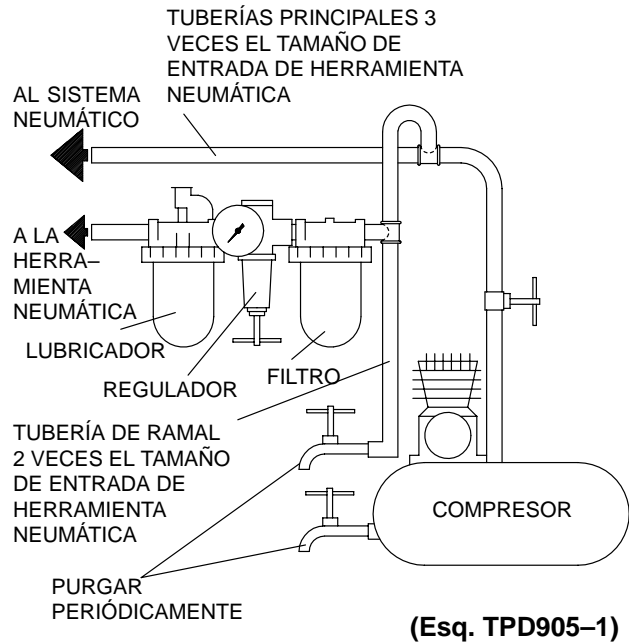 TUBERÍAS PRINCIPALES 3
VECES EL TAMAÑO DE
ENTRADA DE HERRAMIENTA
NEUMÁTICA
AL SISTEMA
NEUMÁTICO
A LA
HERRA–
MIENTA
NEUMÁTICA
LUBRICADOR
REGULADOR
FILTRO
TUBERÍA DE RAMAL
2 VECES EL TAMAÑO
DE ENTRADA DE
HERRAMIENTA
NEUMÁTICA
COMPRESOR
PURGAR
PERIÓDICAMENTE
(Esq. TPD905–1)